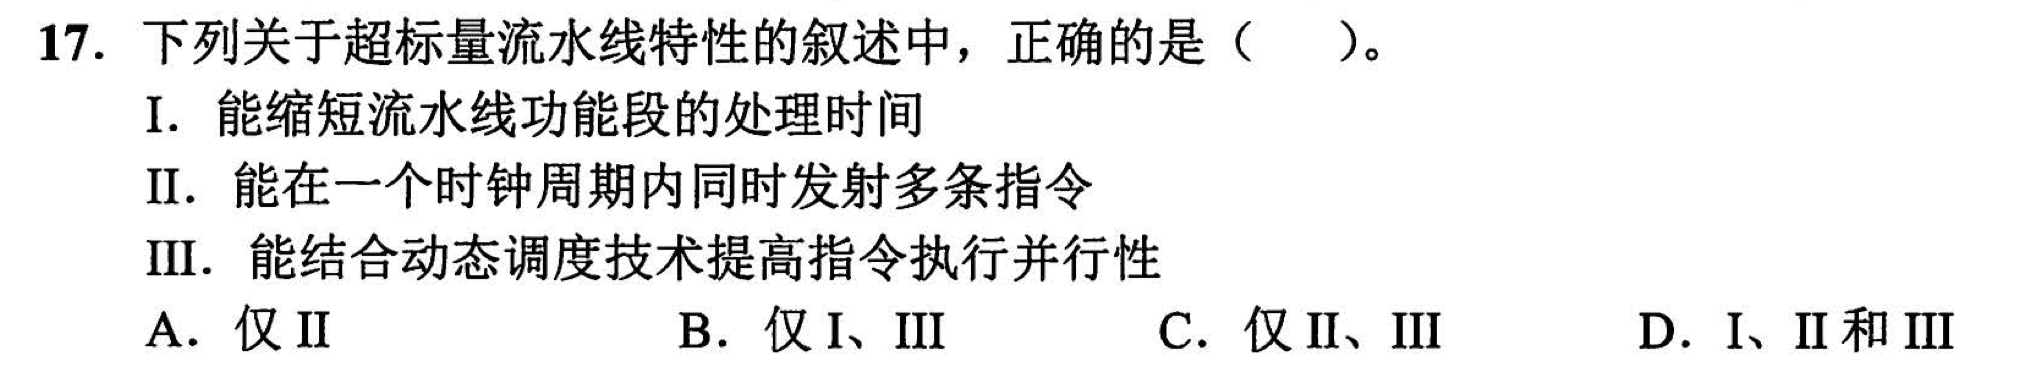 17. 下列关于超标量流水线特性的叙述中，正确的是（　　）。
I. 能缩短流水线功能段的处理时间
II. 能在一个时钟周期内同时发射多条指令
III. 能结合动态调度技术提高指令执行并行性
A. 仅 II　　B. 仅 I、III　　C. 仅 II、III　　D. I、II 和 III